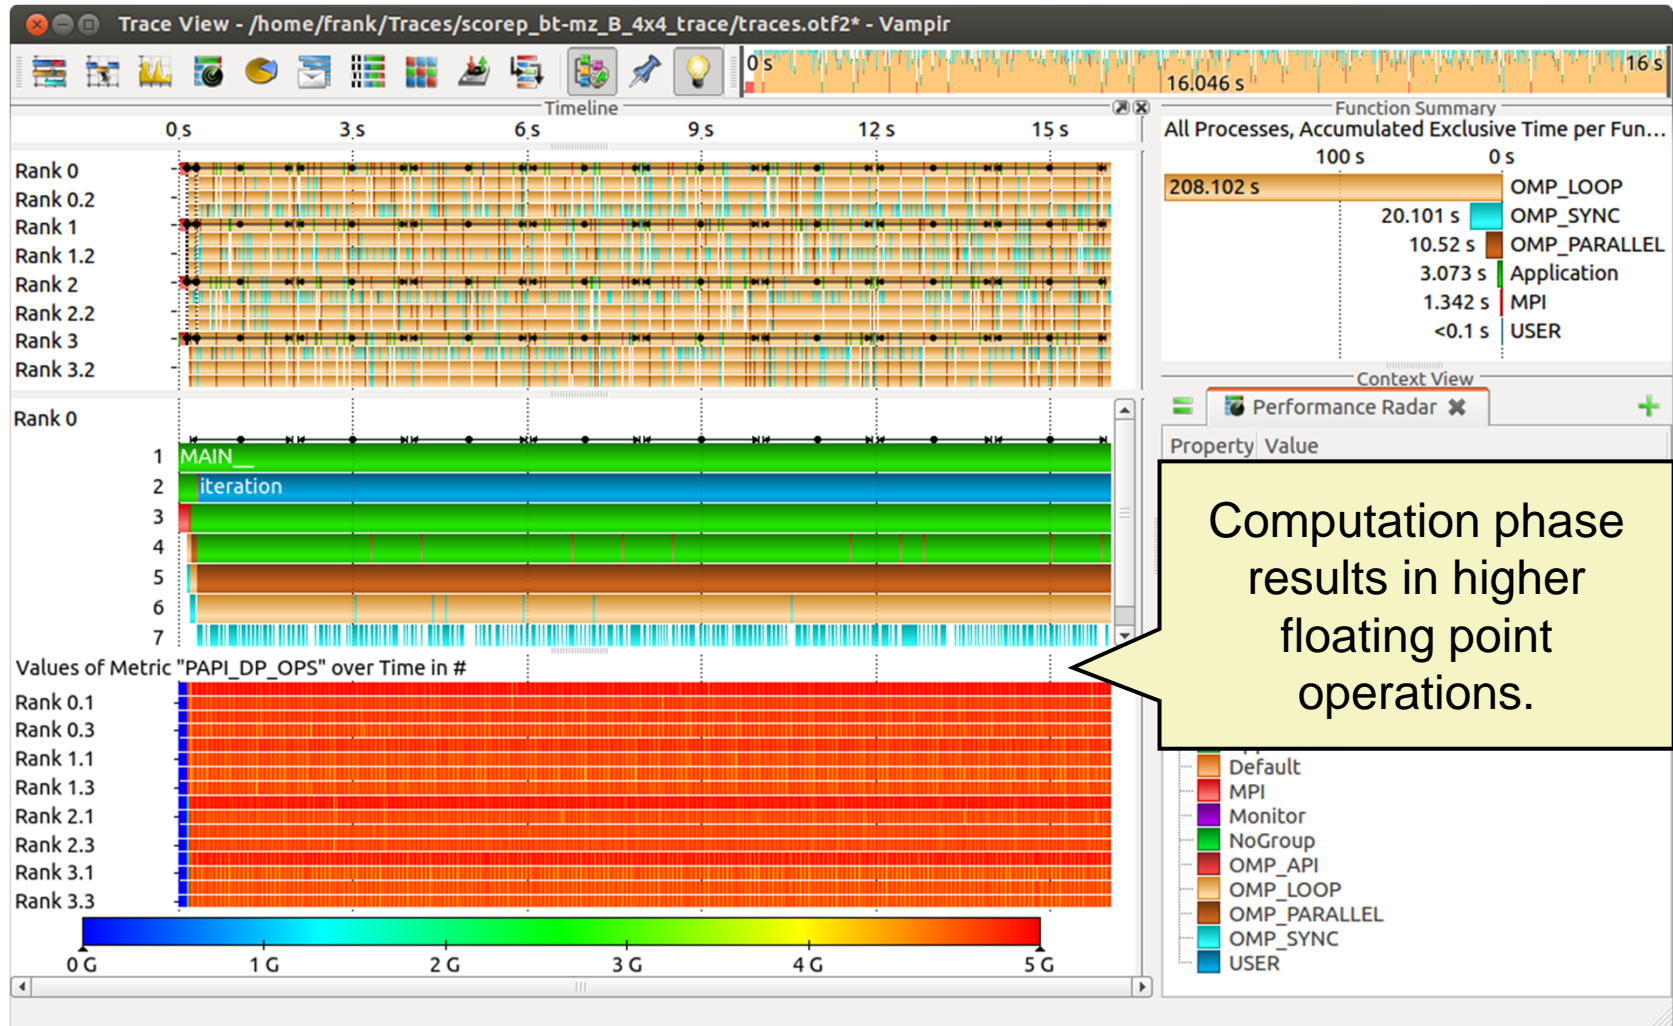 Trace View - /home/frank/Traces/scorep_bt-mz_B_4x4_trace/traces.otf2* - Vampir
0 s
16 s
16.046 s
Timeline
0 s
3 s
6 s
9 s
12 s
15 s
Rank 0
Rank 0.2
Rank 1
Rank 1.2
Rank 2
Rank 2.2
Rank 3
Rank 3.2
Rank 0
1
MAIN__
2
iteration
3
4
5
6
7
Values of Metric "PAPI_DP_OPS" over Time in #
Rank 0.1
Rank 0.3
Rank 1.1
Rank 1.3
Rank 2.1
Rank 2.3
Rank 3.1
Rank 3.3
0 G
1 G
2 G
3 G
4 G
5 G
Function Summary
All Processes, Accumulated Exclusive Time per Fun...
100 s
0 s
208.102 s
OMP_LOOP
20.101 s
OMP_SYNC
10.52 s
OMP_PARALLEL
3.073 s
Application
1.342 s
MPI
<0.1 s
USER
Context View
Performance Radar
Property
Value
Computation phase
results in higher
floating point
operations.
Default
MPI
Monitor
NoGroup
OMP_API
OMP_LOOP
OMP_PARALLEL
OMP_SYNC
USER